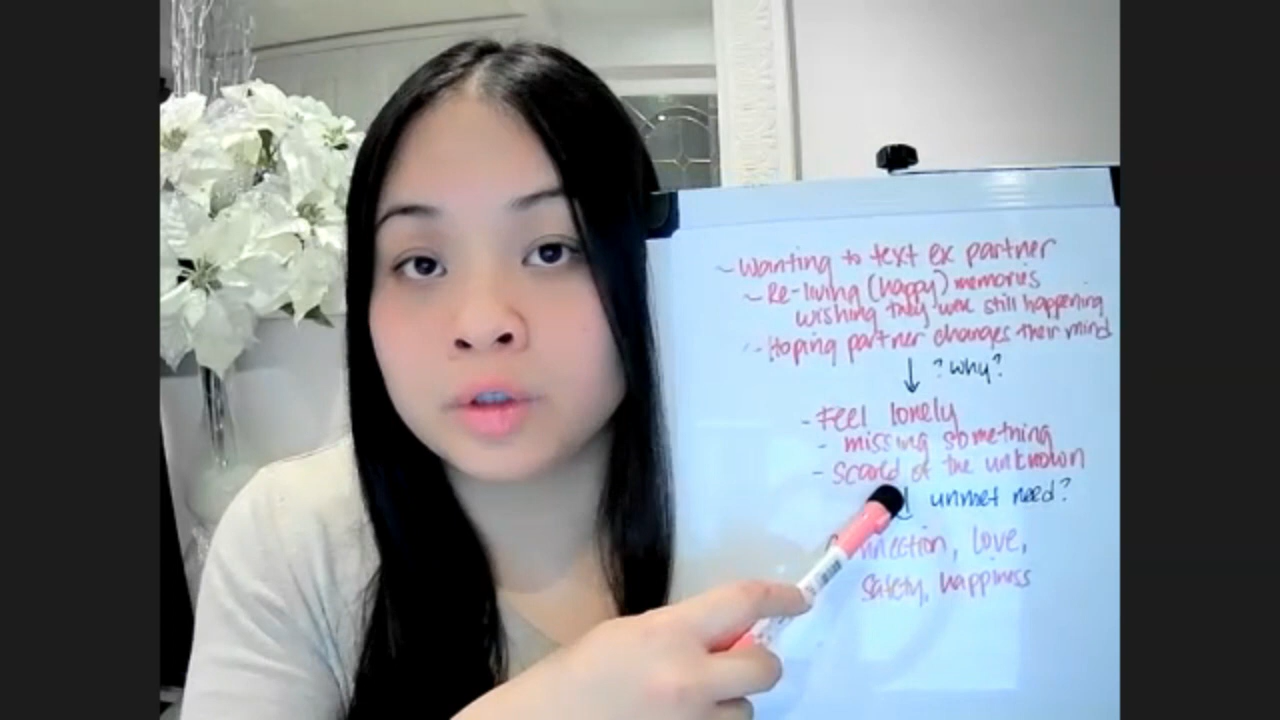 ~ Wanting to text ex partner
~ Re-living (happy) memories
wishing they were still happening
- Hoping partner changes their mind
↓ ? why?
- Feel lonely
- missing something
- scared of the unknown
↓ unmet need?
love,
safety, happiness